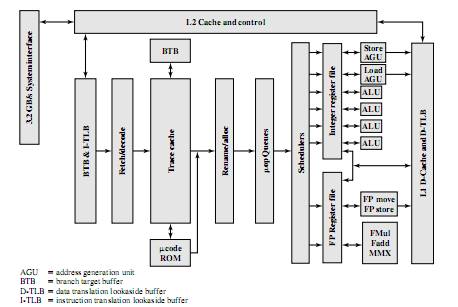 L2 Cache and control
3.2 GB/s System interface
BTB
Store
AGU
Load
AGU
ALU
ALU
ALU
ALU
BTB & I-TLB
Fetch/decode
Trace cache
Rename/alloc
µop Queues
Schedulers
Integer register file
FP Register file
L1 D-Cache and D-TLB
FP move
FP store
FMul
Fadd
MMX
µcode
ROM
AGU = address generation unit
BTB = branch target buffer
D-TLB = data translation lookaside buffer
I-TLB = instruction translation lookaside buffer